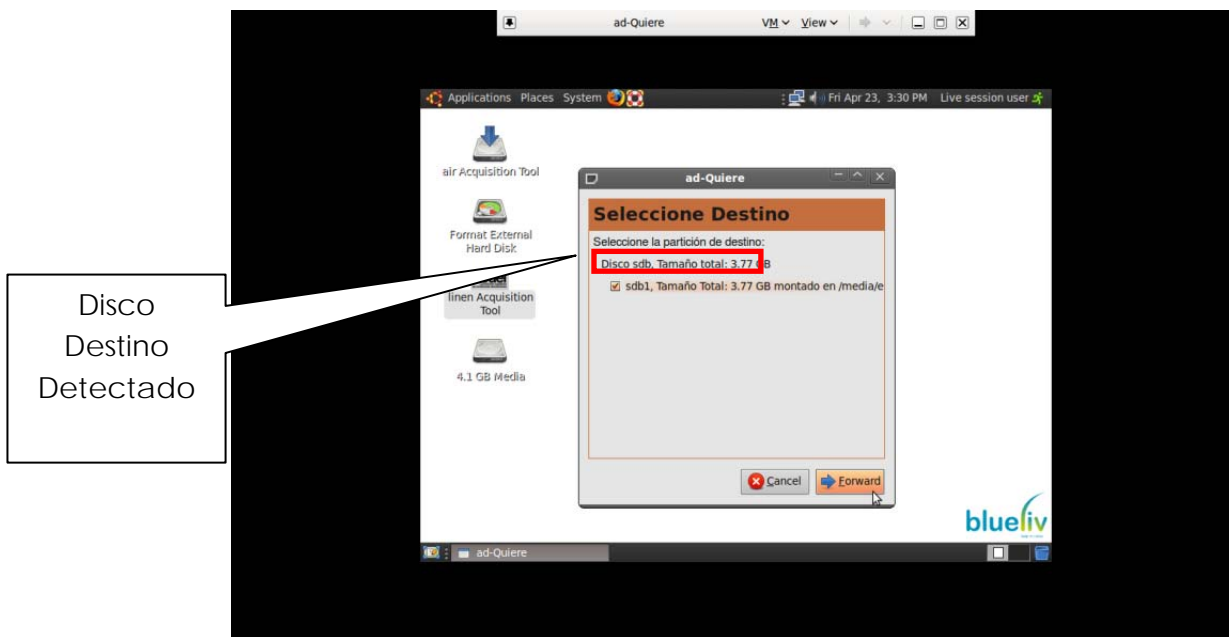 ad-Quiere VM View
Applications Places System Fri Apr 23, 3:30 PM Live session user
air Acquisition Tool
Format External
Hard Disk
linen Acquisition
Tool
4.1 GB Media
ad-Quiere
Seleccione Destino
Seleccione la partición de destino:
Disco sdb, Tamaño total: 3.77 GB
sdb1, Tamaño Total: 3.77 GB montado en /media/e
Cancel Forward
Disco
Destino
Detectado
blueliv
ad-Quiere